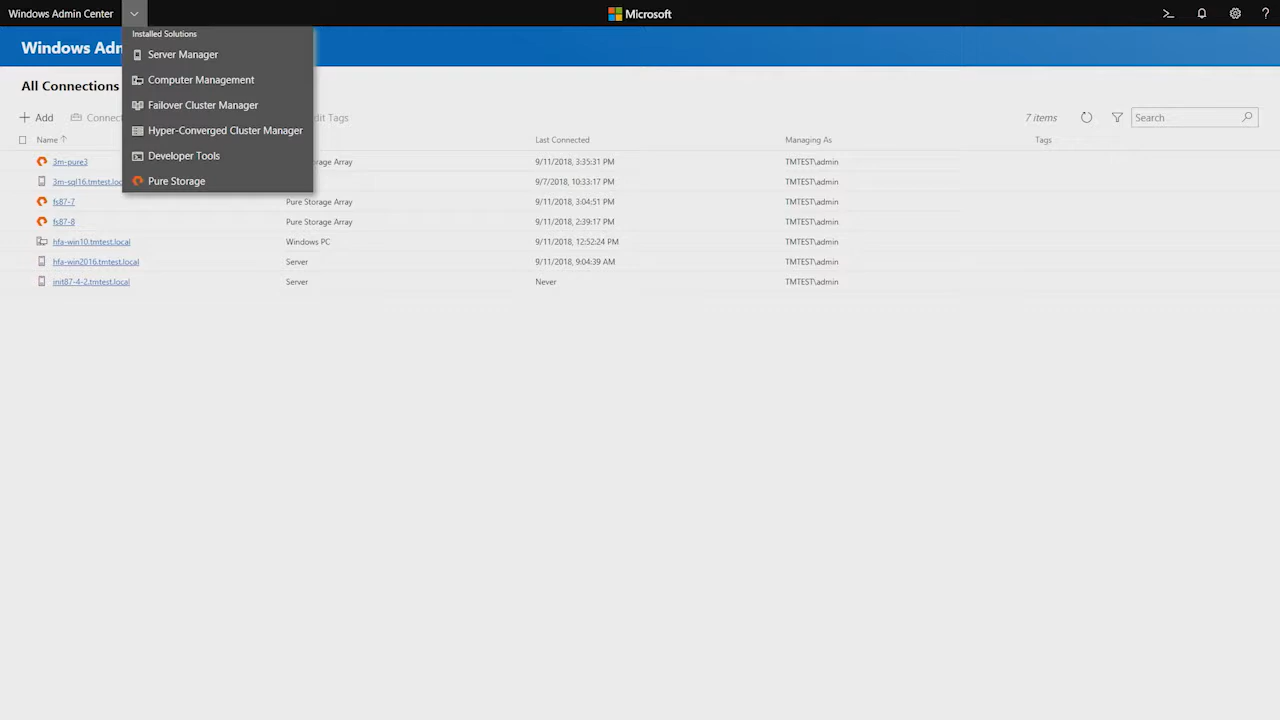 Windows Admin Center
Microsoft
?
Installed Solutions
Windows Adm
Server Manager
All Connections
Computer Management
Failover Cluster Manager
Add
Connect
dit Tags
7 items
Search
Hyper-Converged Cluster Manager
Name
Last Connected
Managing As
Tags
Developer Tools
3m-pure3
orage Array
9/11/2018, 3:35:31 PM
TMTEST\admin
Pure Storage
3m-sql16.tmtest.loc
9/7/2018, 10:33:17 PM
TMTEST\admin
fs87-7
Pure Storage Array
9/11/2018, 3:04:51 PM
TMTEST\admin
fs87-8
Pure Storage Array
9/11/2018, 2:39:17 PM
TMTEST\admin
hfa-win10.tmtest.local
Windows PC
9/11/2018, 12:52:24 PM
TMTEST\admin
hfa-win2016.tmtest.local
Server
9/11/2018, 9:04:39 AM
TMTEST\admin
init87-4-2.tmtest.local
Server
Never
TMTEST\admin